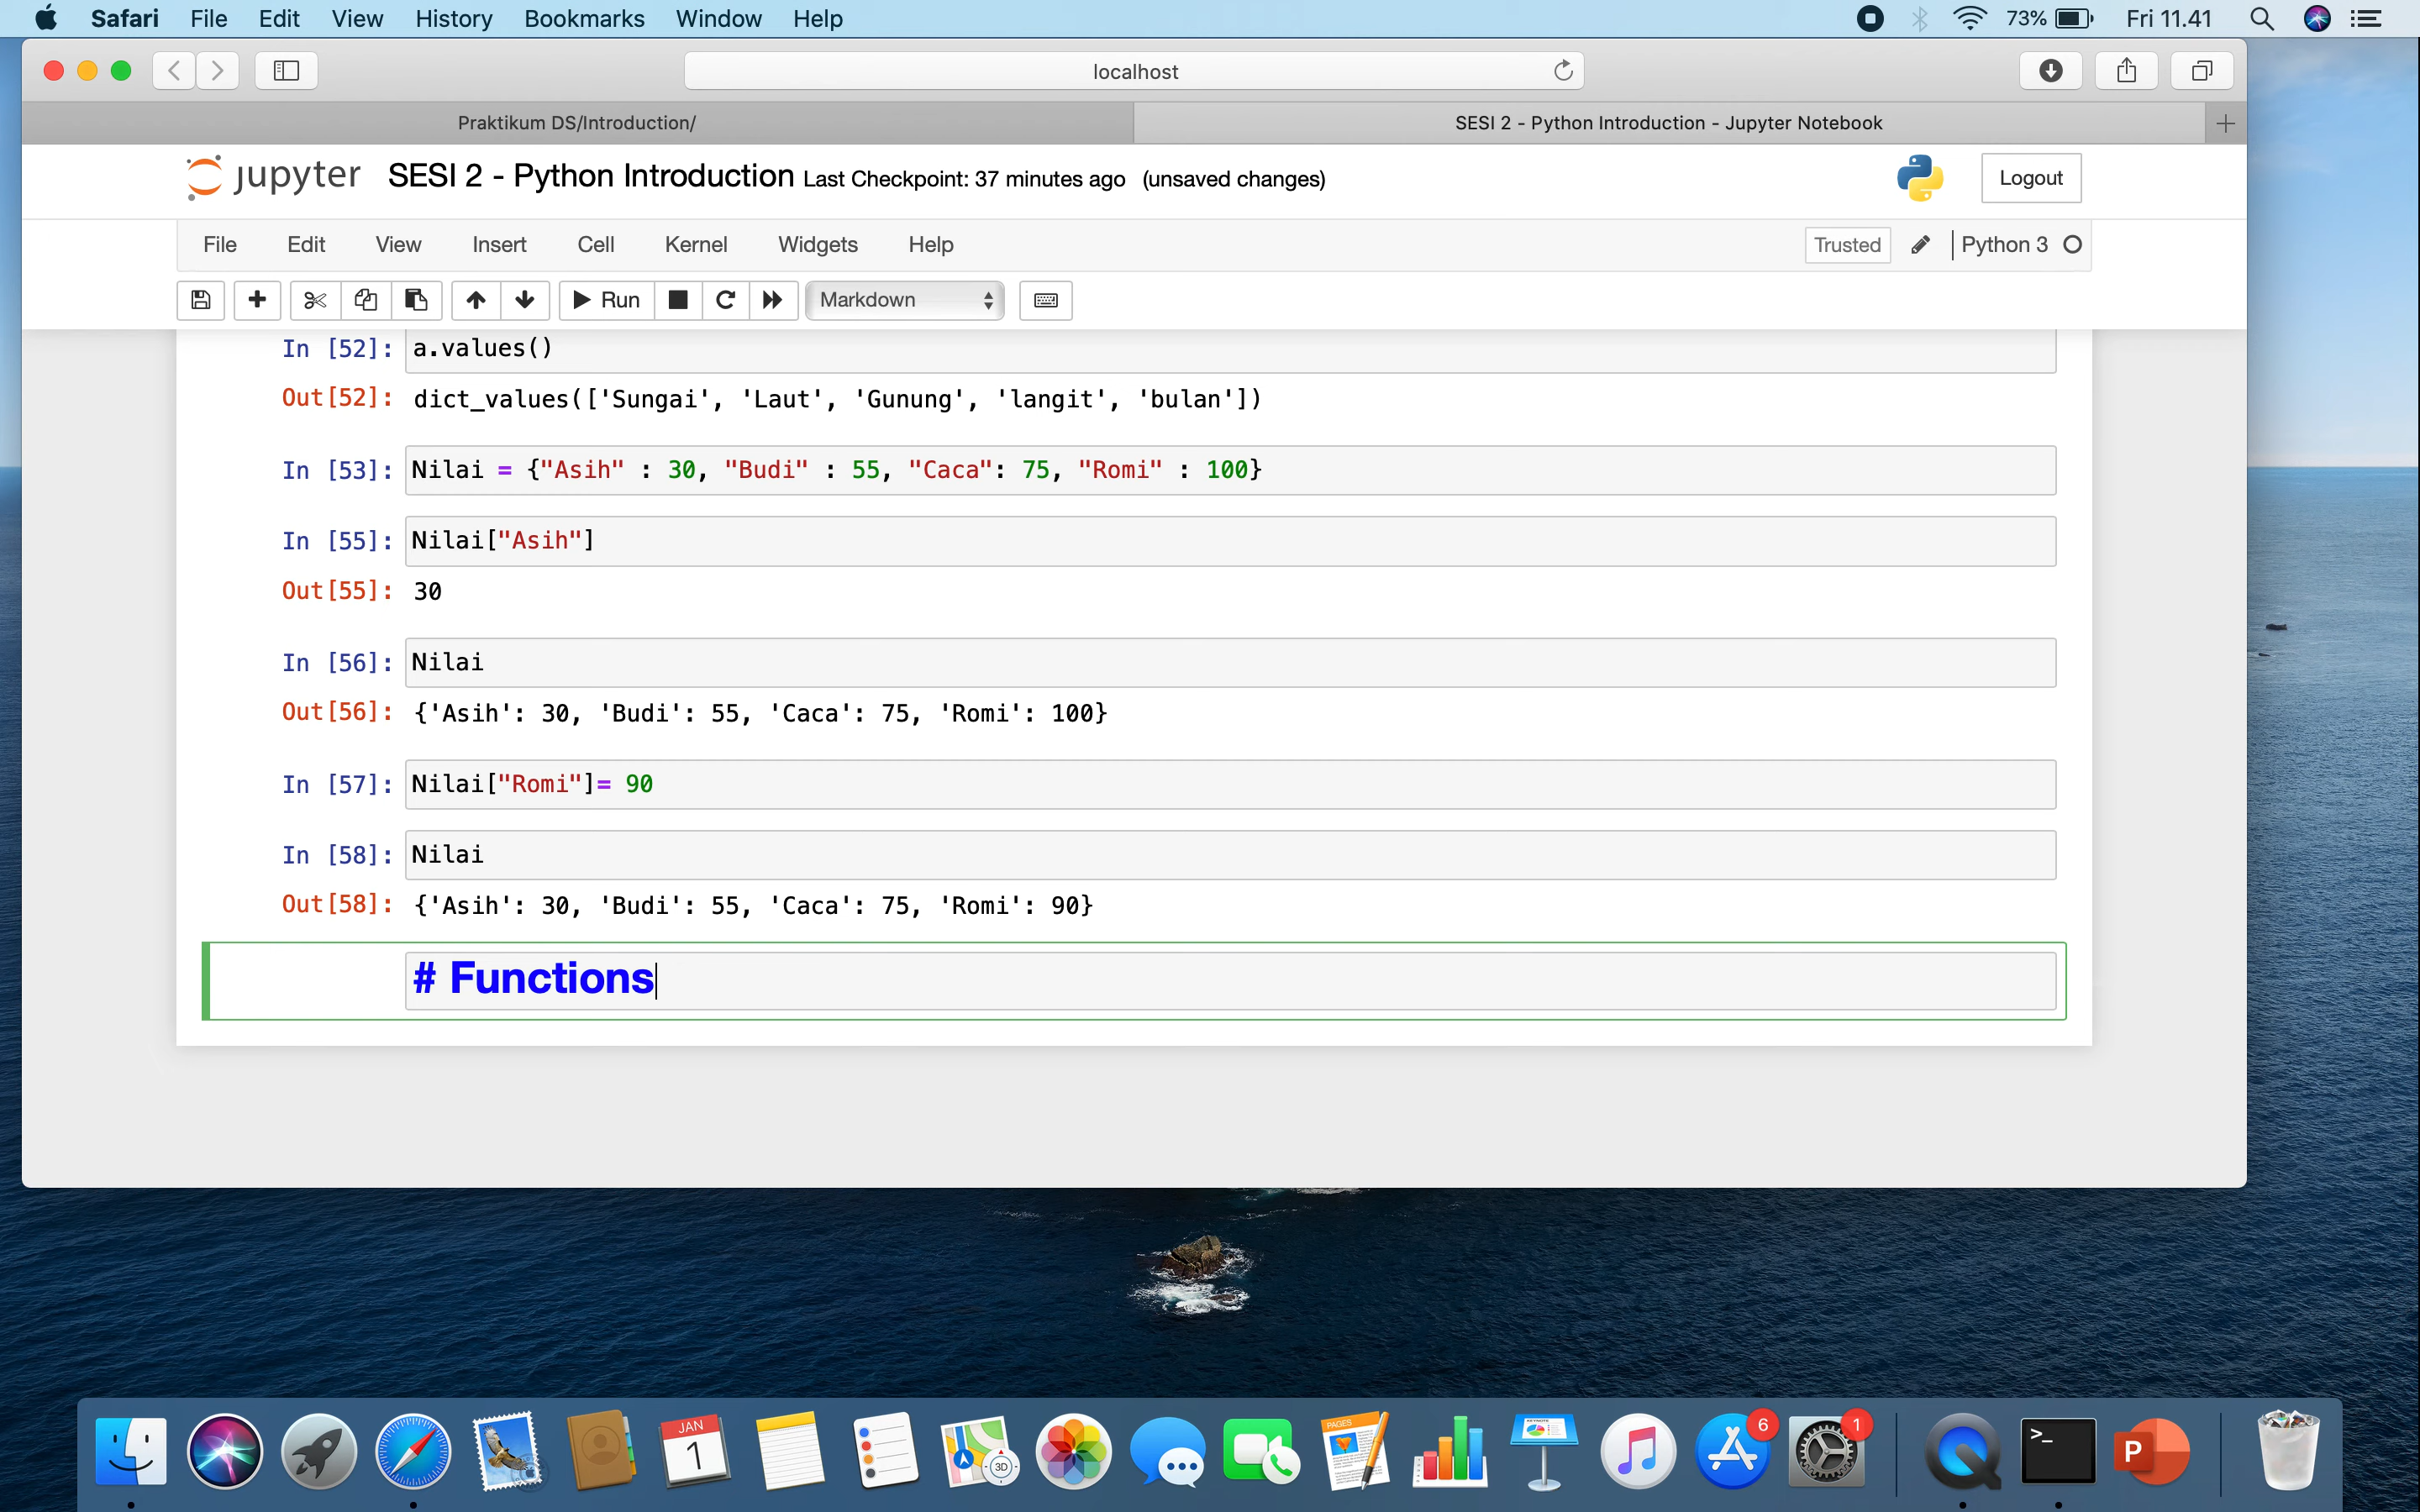 Safari File Edit View History Bookmarks Window Help 73% Fri 11.41
localhost
Praktikum DS/Introduction/ SESI 2 - Python Introduction - Jupyter Notebook
jupyter SESI 2 - Python Introduction Last Checkpoint: 37 minutes ago (unsaved changes) Logout
File Edit View Insert Cell Kernel Widgets Help Trusted Python 3
Run Markdown
In [52]: a.values()
Out[52]: dict_values(['Sungai', 'Laut', 'Gunung', 'langit', 'bulan'])
In [53]: Nilai = {"Asih" : 30, "Budi" : 55, "Caca": 75, "Romi" : 100}
In [55]: Nilai["Asih"]
Out[55]: 30
In [56]: Nilai
Out[56]: {'Asih': 30, 'Budi': 55, 'Caca': 75, 'Romi': 100}
In [57]: Nilai["Romi"]= 90
In [58]: Nilai
Out[58]: {'Asih': 30, 'Budi': 55, 'Caca': 75, 'Romi': 90}
# Functions
JAN
1
3D
PAGES
6
1
>_
P